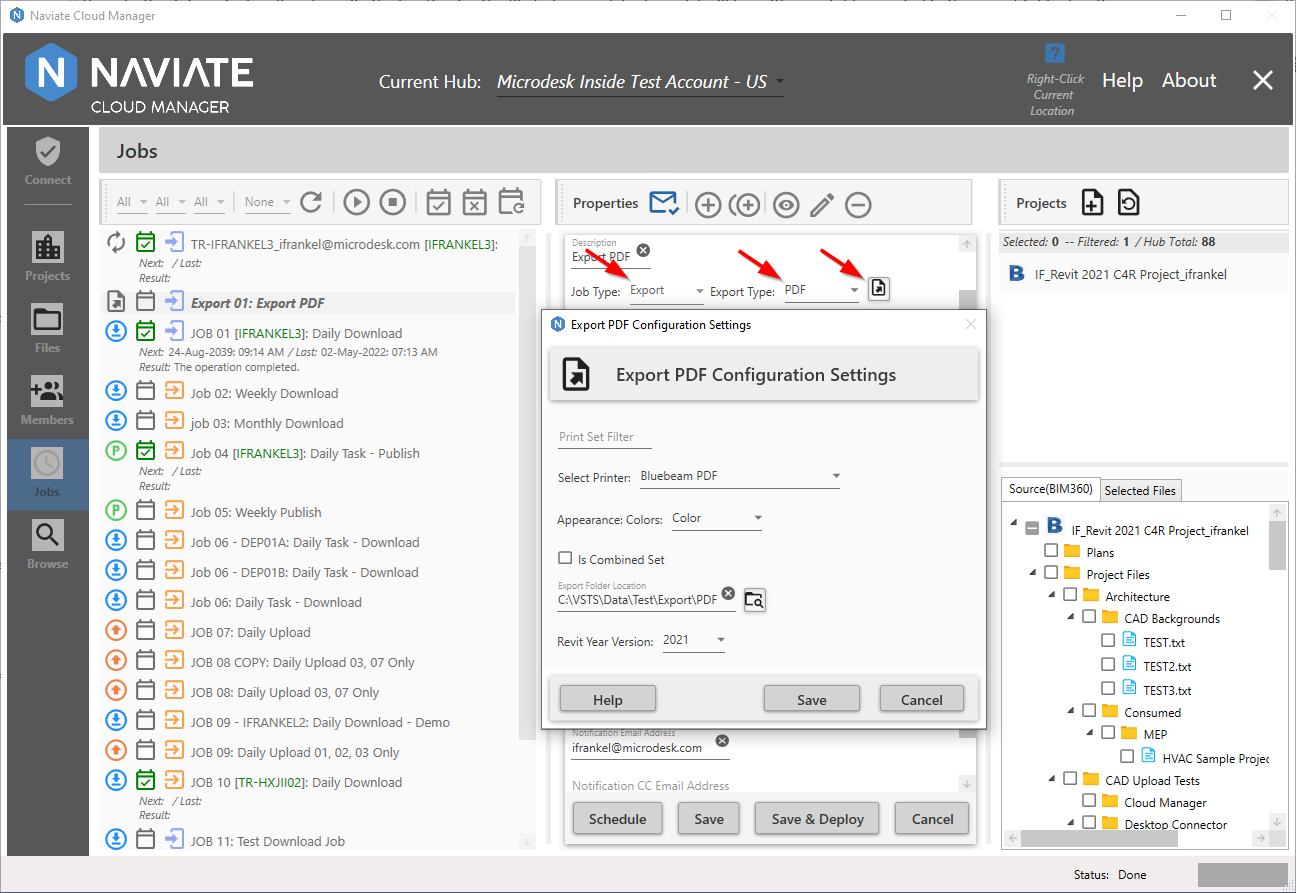 Naviate Cloud Manager
NAVIATE
CLOUD MANAGER
Current Hub: Microdesk Inside Test Account - US
?
Right-Click
Current
Location
Help
About
Connect
Projects
Files
Members
Jobs
Browse
Jobs
All All All None
TR-IFRANKEL3_ifrankel@microdesk.com [IFRANKEL3]:
Next: / Last:
Result:
Export 01: Export PDF
JOB 01 [IFRANKEL3]: Daily Download
Next: 24-Aug-2039: 09:14 AM / Last: 02-May-2022: 07:13 AM
Result: The operation completed.
Job 02: Weekly Download
job 03: Monthly Download
P Job 04 [IFRANKEL3]: Daily Task - Publish
Next: / Last:
Result:
P Job 05: Weekly Publish
Job 06 - DEP01A: Daily Task - Download
Job 06 - DEP01B: Daily Task - Download
Job 06: Daily Task - Download
JOB 07: Daily Upload
JOB 08 COPY: Daily Upload 03, 07 Only
JOB 08: Daily Upload 03, 07 Only
JOB 09 - IFRANKEL2: Daily Download - Demo
JOB 09: Daily Upload 01, 02, 03 Only
JOB 10 [TR-HXJII02]: Daily Download
Next: / Last:
Result:
JOB 11: Test Download Job
Properties
Description
Export PDF
Job Type: Export Export Type: PDF
Export PDF Configuration Settings
Export PDF Configuration Settings
Print Set Filter
Select Printer: Bluebeam PDF
Appearance: Colors: Color
Is Combined Set
Export Folder Location
C:\VSTS\Data\Test\Export\PDF
Revit Year Version: 2021
Help Save Cancel
Notification Email Address
ifrankel@microdesk.com
Notification CC Email Address
Schedule Save Save & Deploy Cancel
Projects
Selected: 0 -- Filtered: 1 / Hub Total: 88
B IF_Revit 2021 C4R Project_ifrankel
Source(BIM360) Selected Files
B IF_Revit 2021 C4R Project_ifrankel
Plans
Project Files
Architecture
CAD Backgrounds
TEST.txt
TEST2.txt
TEST3.txt
Consumed
MEP
HVAC Sample Projec
CAD Upload Tests
Cloud Manager
Desktop Connector
Status: Done